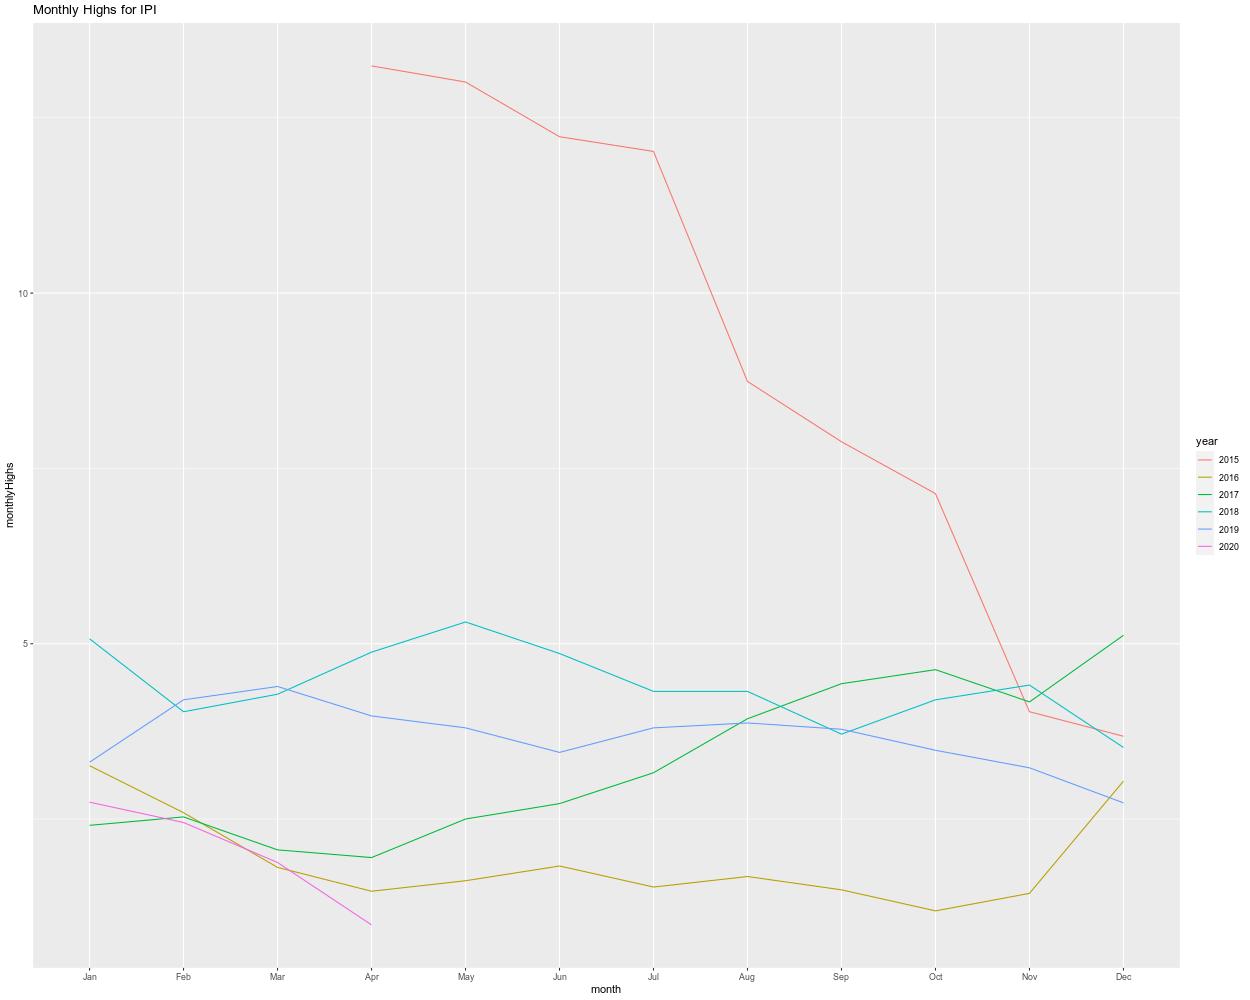 Monthly Highs for IPI
10
5
monthlyHighs
Jan Feb Mar Apr May Jun Jul Aug Sep Oct Nov Dec
month
year
2015
2016
2017
2018
2019
2020